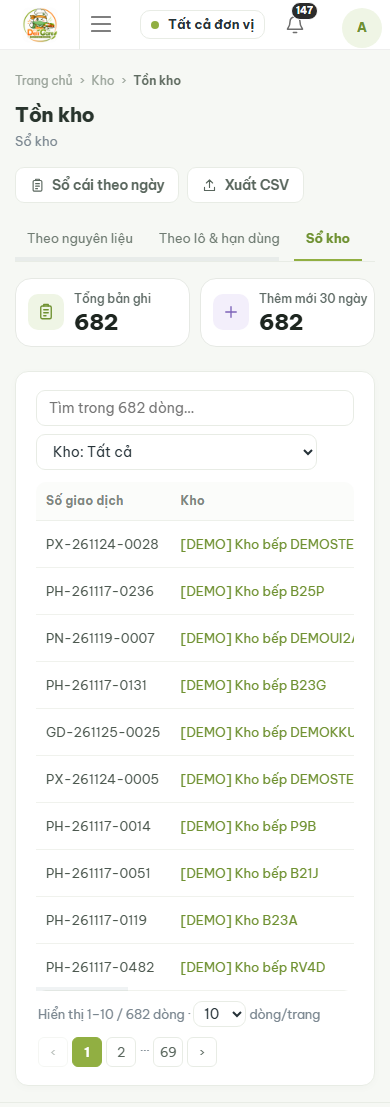 147
Tất cả đơn vị
A
Trang chủ › Kho › Tồn kho
Tồn kho
Sổ kho
Sổ cái theo ngày
Xuất CSV
Theo nguyên liệu
Theo lô & hạn dùng
Sổ kho
Tổng bản ghi
682
Thêm mới 30 ngày
682
Tìm trong 682 dòng...
Kho: Tất cả
Số giao dịch Kho
PX-261124-0028 [DEMO] Kho bếp DEMOSTE
PH-261117-0236 [DEMO] Kho bếp B25P
PN-261119-0007 [DEMO] Kho bếp DEMOUI2A
PH-261117-0131 [DEMO] Kho bếp B23G
GD-261125-0025 [DEMO] Kho bếp DEMOKKU
PX-261124-0005 [DEMO] Kho bếp DEMOSTE
PH-261117-0014 [DEMO] Kho bếp P9B
PH-261117-0051 [DEMO] Kho bếp B21J
PH-261117-0119 [DEMO] Kho B23A
PH-261117-0482 [DEMO] Kho bếp RV4D
Hiển thị 1–10 / 682 dòng · 10 dòng/trang
‹ 1 2 ... 69 ›